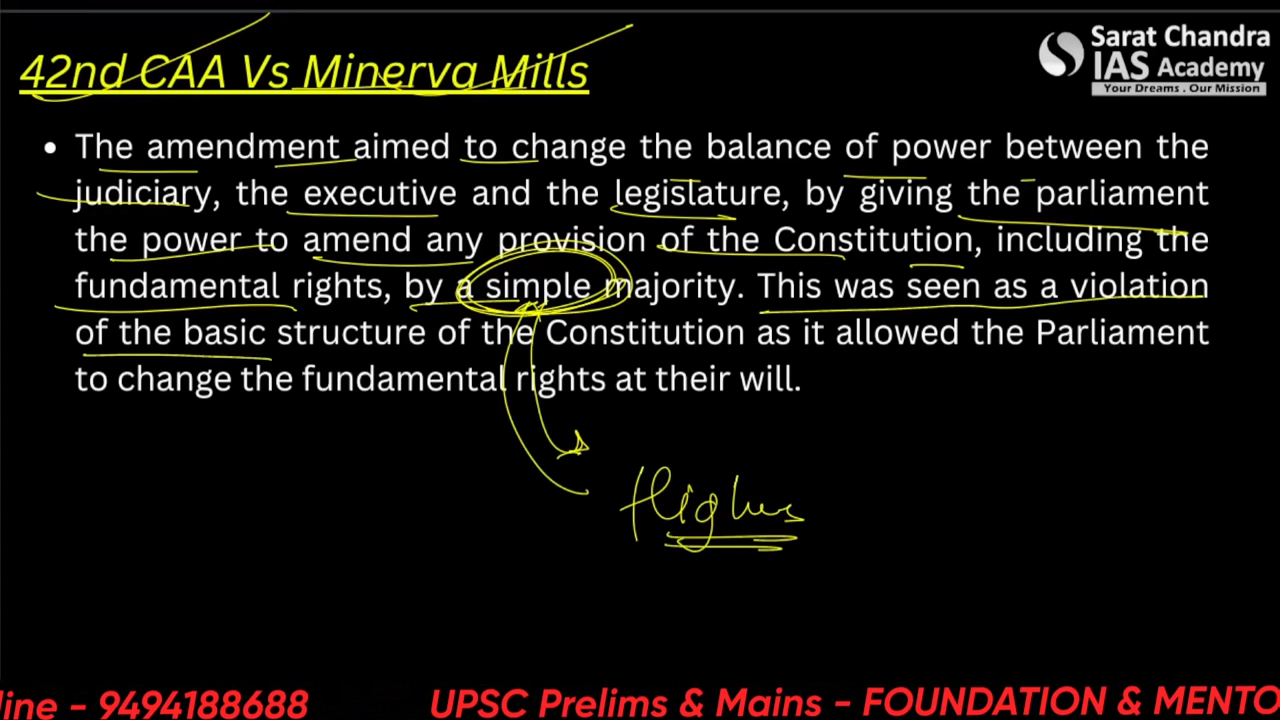 42nd CAA Vs Minerva Mills
Sarat Chandra
IAS Academy
Your Dreams . Our Mission
• The amendment aimed to change the balance of power between the
judiciary, the executive and the legislature, by giving the parliament
the power to amend any provision of the Constitution, including the
fundamental rights, by a simple majority. This was seen as a violation
of the basic structure of the Constitution as it allowed the Parliament
to change the fundamental rights at their will.
line - 9494188688 UPSC Prelims & Mains - FOUNDATION & MENTO